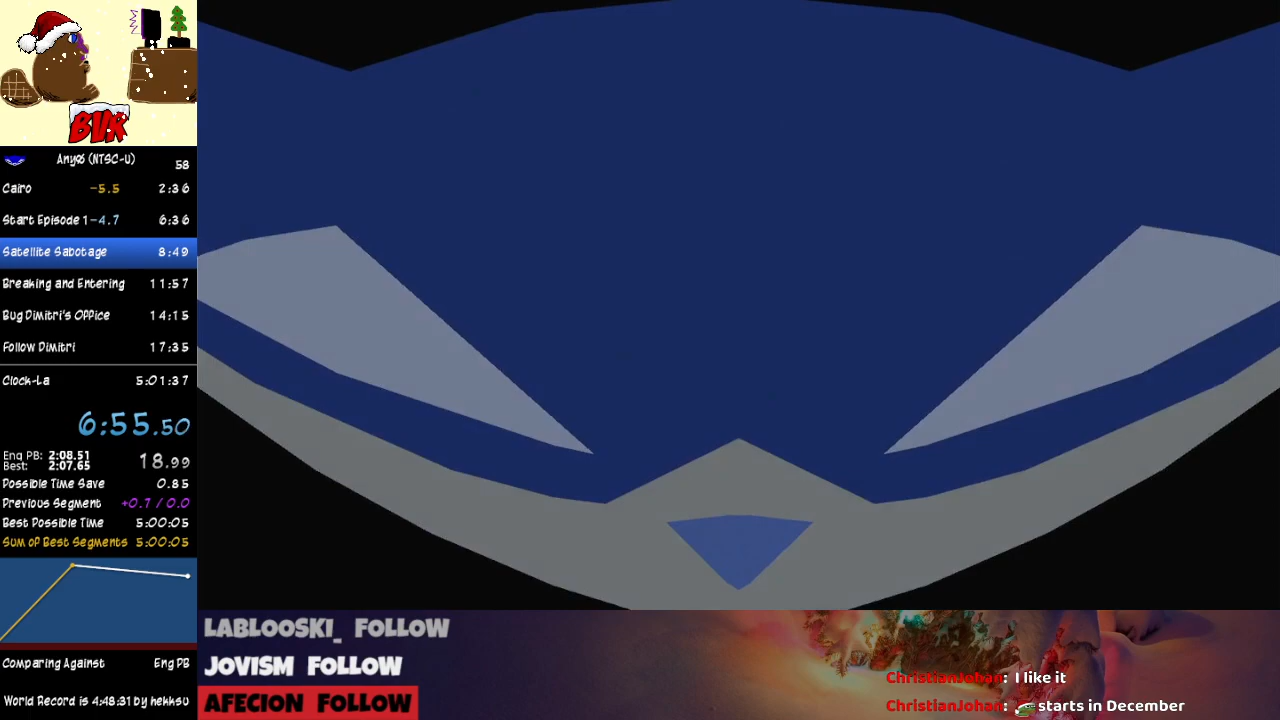 BVR
Any% (NTSC-U)
58
Cairo -5.5 2:36
Start Episode 1 -4.7 6:36
Satellite Sabotage 8:49
Breaking and Entering 11:57
Bug Dimitri's Office 14:15
Follow Dimitri 17:35
Clock-La 5:01:37
6:55.50
Eng PB: 2:08.51
Best: 2:07.65
18.99
Possible Time Save 0.85
Previous Segment +0.7 / 0.0
Best Possible Time 5:00:05
Sum of Best Segments 5:00:05
Comparing Against Eng PB
World Record is 4:48:31 by hekksu
LABLOOSKI_ FOLLOW
JOVISM FOLLOW
AFECION FOLLOW
ChristianJohan: I like it
ChristianJohan: starts in December